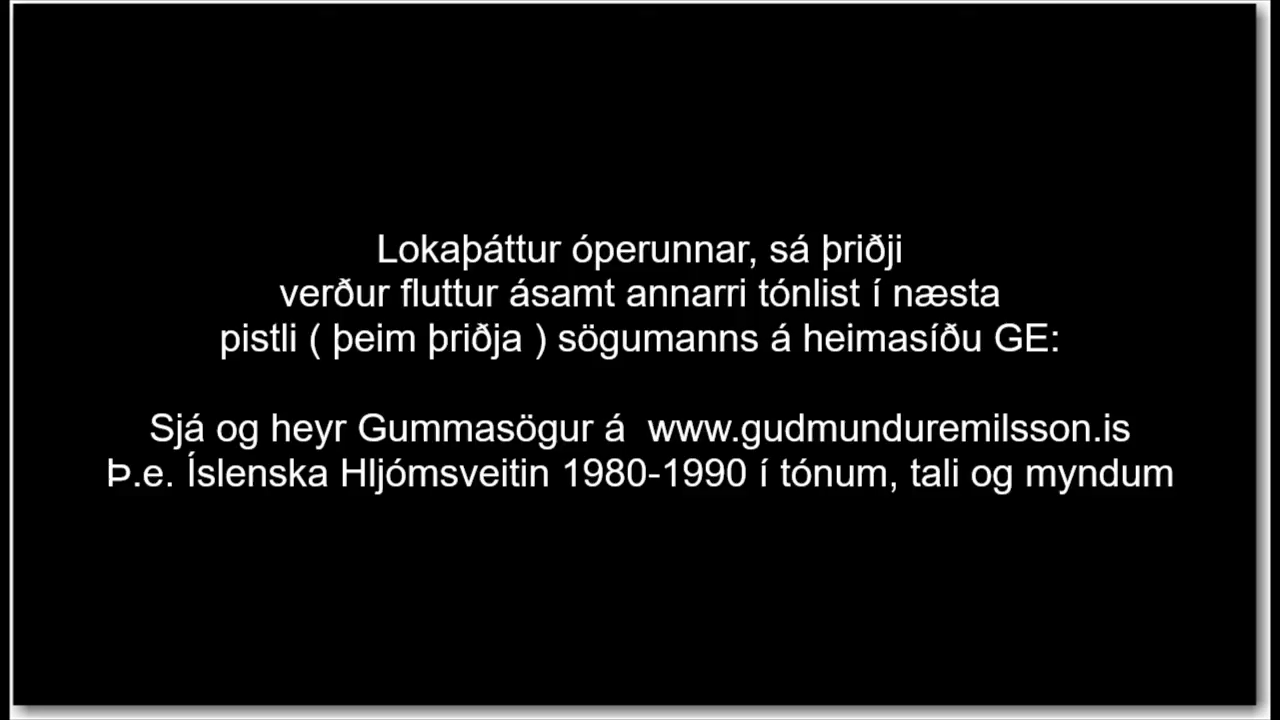 Lokaþáttur óperunnar, sá þriðji
verður fluttur ásamt annarri tónlist í næsta
pistli ( þeim þriðja ) sögumanns á heimasíðu GE:
Sjá og heyr Gummasögur á  www.gudmunduremilsson.is
Þ.e. Íslenska Hljómsveitin 1980-1990 í tónum, tali og myndum